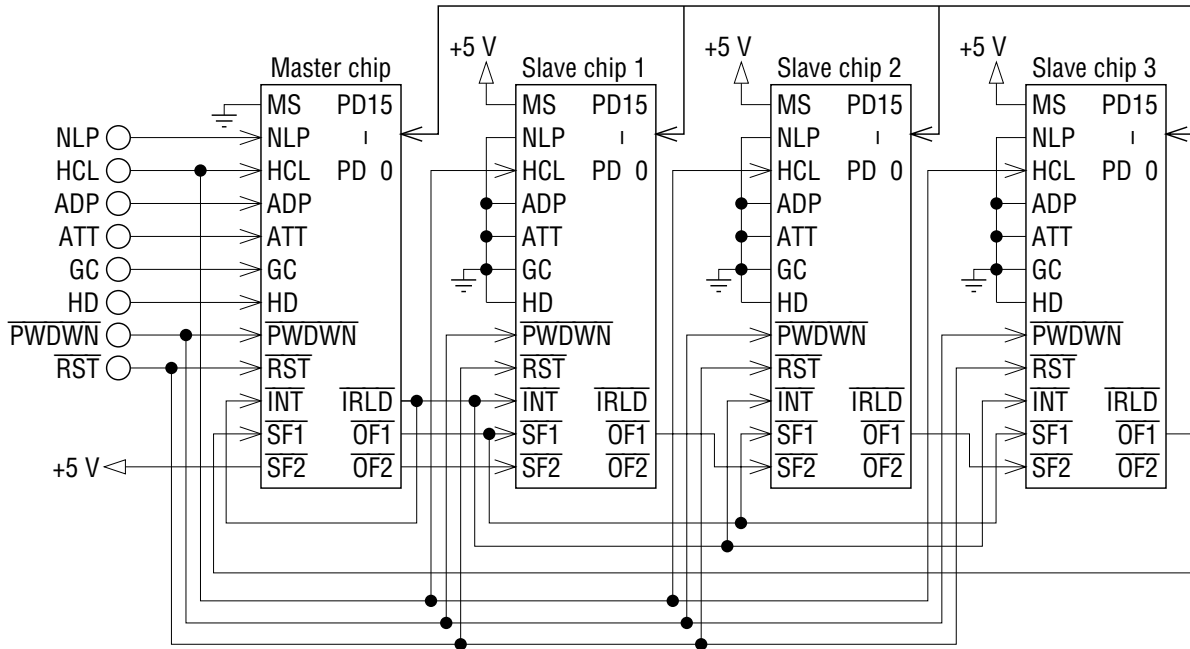 +5 V +5 V +5 V
Master chip Slave chip 1 Slave chip 2 Slave chip 3
MS PD15 MS PD15 MS PD15 MS PD15
NLP NLP NLP NLP NLP
HCL HCL PD 0 HCL PD 0 HCL PD 0 HCL PD 0
ADP ADP ADP ADP ADP
ATT ATT ATT ATT ATT
GC GC GC GC GC
HD HD HD HD HD
PWDWN PWDWN PWDWN PWDWN PWDWN
RST RST RST RST RST
INT IRLD INT IRLD INT IRLD INT IRLD
SF1 OF1 SF1 OF1 SF1 OF1 SF1 OF1
+5 V SF2 OF2 SF2 OF2 SF2 OF2 SF2 OF2